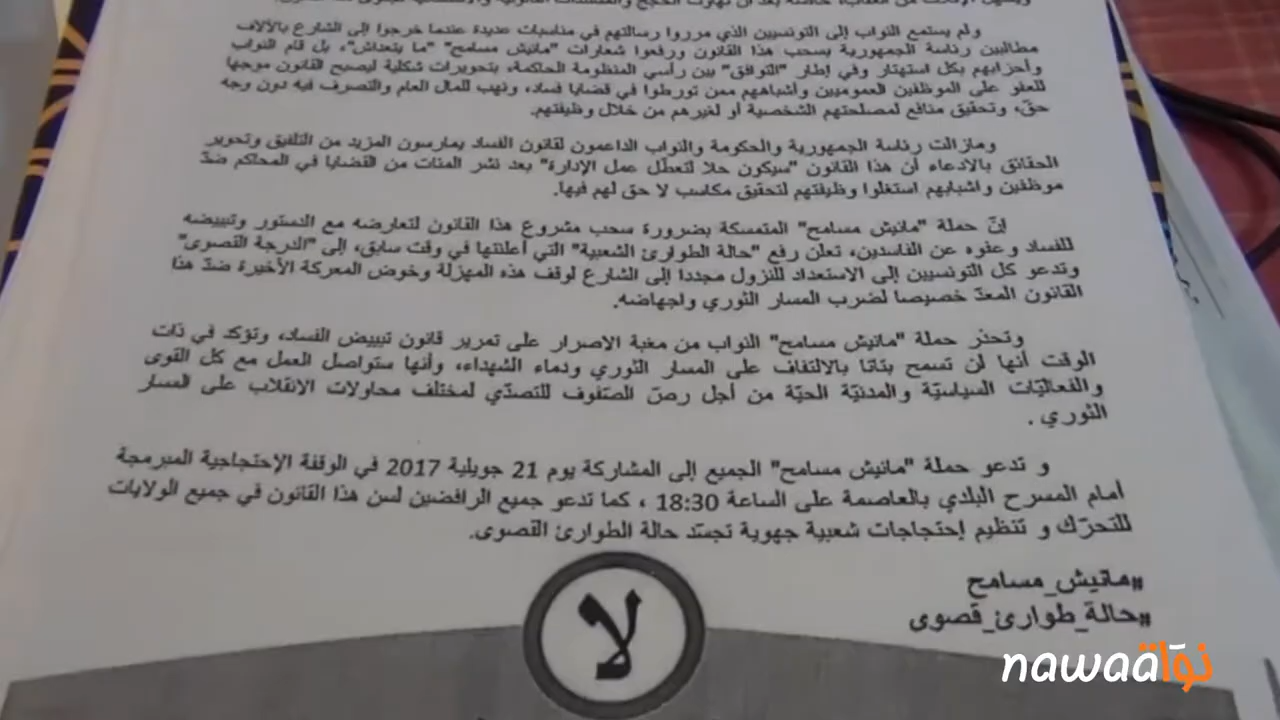 ولم يستمع النواب إلى التونسيين الذي مرروا رسالتهم في مناسبات عديدة عندما خرجوا إلى الشارع بالآلاف
مطالبين رئاسة الجمهورية بسحب هذا القانون ورفعوا شعارات "مانيش مسامح" "ما يتعداش"، بل قام النواب
وأحزابهم بكل استهتار وفي إطار "التوافق" بين رأسي المنظومة الحاكمة، بتحويرات شكلية ليصبح القانون موجها
للعفو على الموظفين العموميين وأشباههم ممن تورطوا في قضايا فساد، ونهب للمال العام والتصرف فيه دون وجه
حق، وتحقيق منافع لمصلحتهم الشخصية أو لغيرهم من خلال وظيفتهم.
ومازالت رئاسة الجمهورية والحكومة والنواب الداعمون لقانون الفساد يمارسون المزيد من التلفيق وتحوير
الحقائق بالادعاء أن هذا القانون "سيكون حلا لتعطّل عمل الإدارة" بعد نشر المئات من القضايا في المحاكم ضدّ
موظفين واشبابهم استغلوا وظيفتهم لتحقيق مكاسب لا حق لهم فيها.
إنّ حملة "مانيش مسامح" المتمسكة بضرورة سحب مشروع هذا القانون لتعارضه مع الدستور وتبييضه
للفساد وعفوه عن الفاسدين، تعلن رفع "حالة الطوارئ الشعبية" التي أعلنتها في وقت سابق، إلى "الدرجة القصوى"
وتدعو كل التونسيين إلى الاستعداد للنزول مجددا إلى الشارع لوقف هذه المهزلة وخوض المعركة الأخيرة ضدّ هذا
القانون المعدّ خصيصا لضرب المسار الثوري واجهاضه.
وتحذر حملة "مانيش مسامح" النواب من مغبة الاصرار على تمرير قانون تبييض الفساد، وتؤكد في ذات
الوقت أنها لن تسمح بتاتا بالالتفاف على المسار الثوري ودماء الشهداء، وأنها ستواصل العمل مع كل القوى
والفعاليّات السياسيّة والمدنيّة الحيّة من أجل رصّ الصّفوف للتصدّي لمختلف محاولات الانقلاب على المسار
الثوري .
و تدعو حملة "مانيش مسامح" الجميع إلى المشاركة يوم 21 جويلية 2017 في الوقفة الإحتجاجية المبرمجة
أمام المسرح البلدي بالعاصمة على الساعة 18:30 ، كما تدعو جميع الرافضين لسن هذا القانون في جميع الولايات
للتحرّك و تنظيم إحتجاجات شعبية جهوية تجسّد حالة الطوارئ القصوى.
#مانيش_مسامح
#حالة_طوارئ_قصوى
لا
nawaat نوّاة